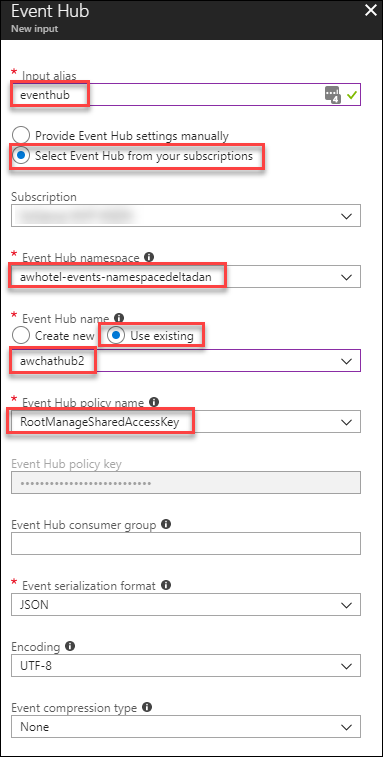 Event Hub
New input
* Input alias
eventhub
4
Provide Event Hub settings manually
Select Event Hub from your subscriptions
Subscription
* Event Hub namespace
awhotel-events-namespacedeltadan
* Event Hub name
Create new Use existing
awchathub2
* Event Hub policy name
RootManageSharedAccessKey
Event Hub policy key
••••••••••••••••••••••••••••
Event Hub consumer group
* Event serialization format
JSON
Encoding
UTF-8
Event compression type
None